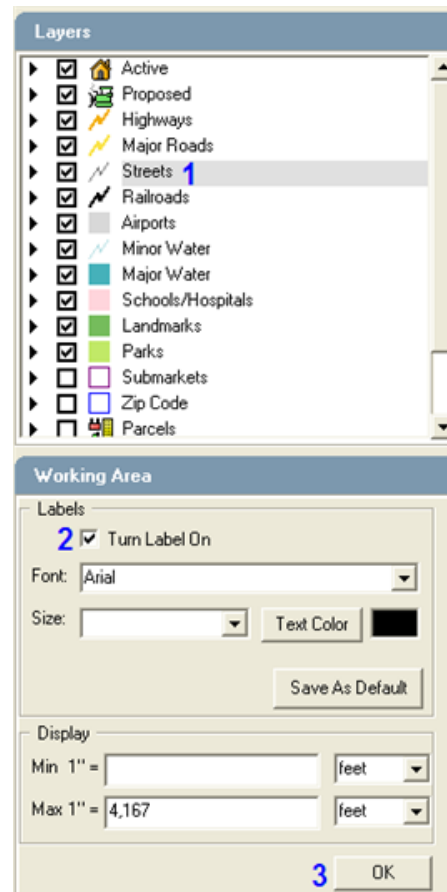 Layers
Active
Proposed
Highways
Major Roads
Streets 1
Railroads
Airports
Minor Water
Major Water
Schools/Hospitals
Landmarks
Parks
Submarkets
Zip Code
Parcels
Working Area
Labels
2 Turn Label On
Font: Arial
Size: Text Color
Save As Default
Display
Min 1" = feet
Max 1" = 4,167 feet
3 OK